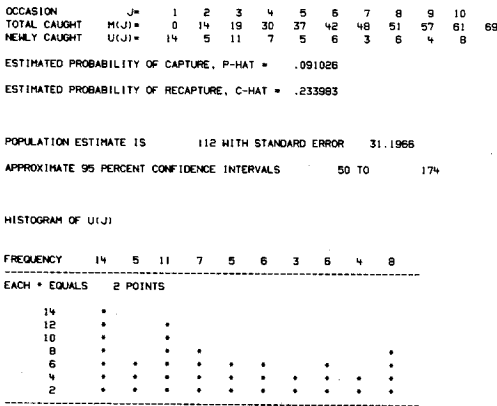 OCCASION J= 1 2 3 4 5 6 7 8 9 10
TOTAL CAUGHT M(J)= 0 14 19 30 37 42 48 51 57 61 69
NEWLY CAUGHT U(J)= 14 5 11 7 5 6 3 6 4 8
ESTIMATED PROBABILITY OF CAPTURE, P-HAT = .091026
ESTIMATED PROBABILITY OF RECAPTURE, C-HAT = .233983
POPULATION ESTIMATE IS 112 WITH STANDARD ERROR 31.1966
APPROXIMATE 95 PERCENT CONFIDENCE INTERVALS 50 TO 174
HISTOGRAM OF U(J)
FREQUENCY 14 5 11 7 5 6 3 6 4 8
EACH * EQUALS 2 POINTS
14 *
12 * *
10 * *
8 * * * *
6 * * * * * * * *
4 * * * * * * * * * *
2 * * * * * * * * * *